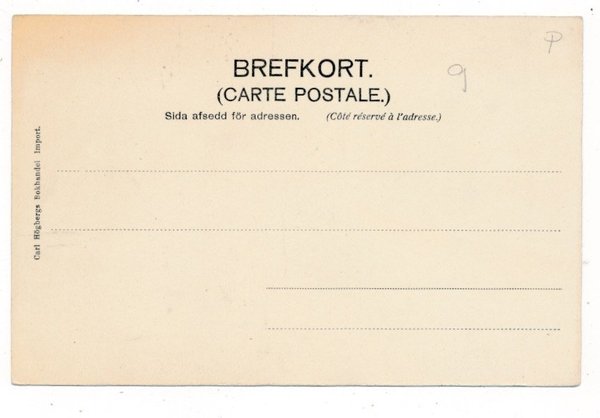 P
9
BREFKORT.
(CARTE POSTALE.)
Sida afsedd för adressen. (Côté réservé à l'adresse.)
Carl Högbergs Bokhandel Import.